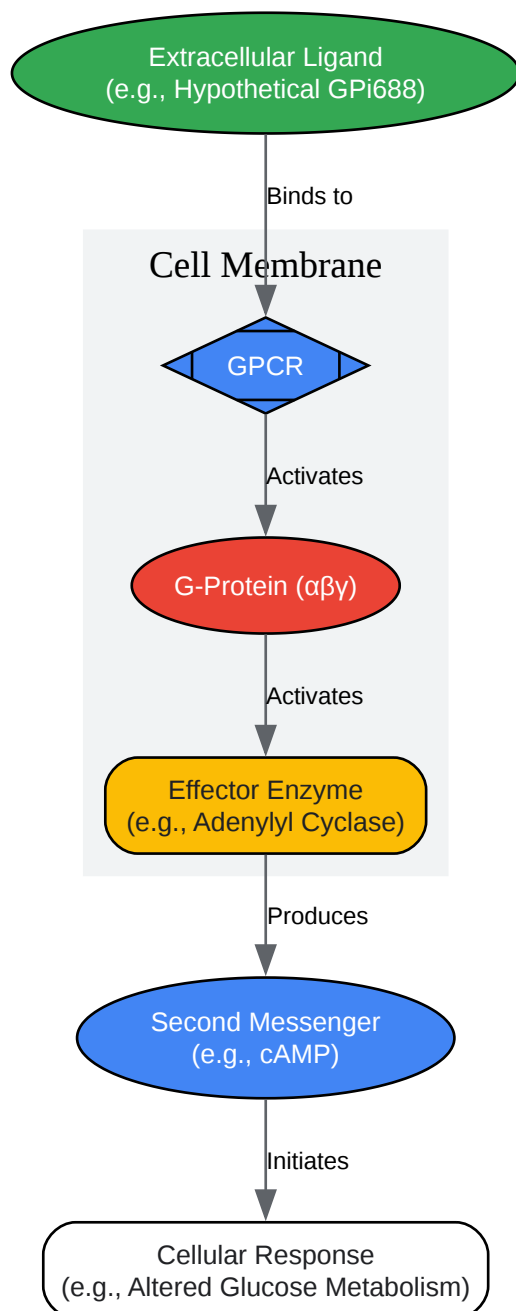 Extracellular Ligand
(e.g., Hypothetical GPi688)
Binds to
Cell Membrane
GPCR
Activates
G-Protein (αβγ)
Activates
Effector Enzyme
(e.g., Adenylyl Cyclase)
Produces
Second Messenger
(e.g., cAMP)
Initiates
Cellular Response
(e.g., Altered Glucose Metabolism)